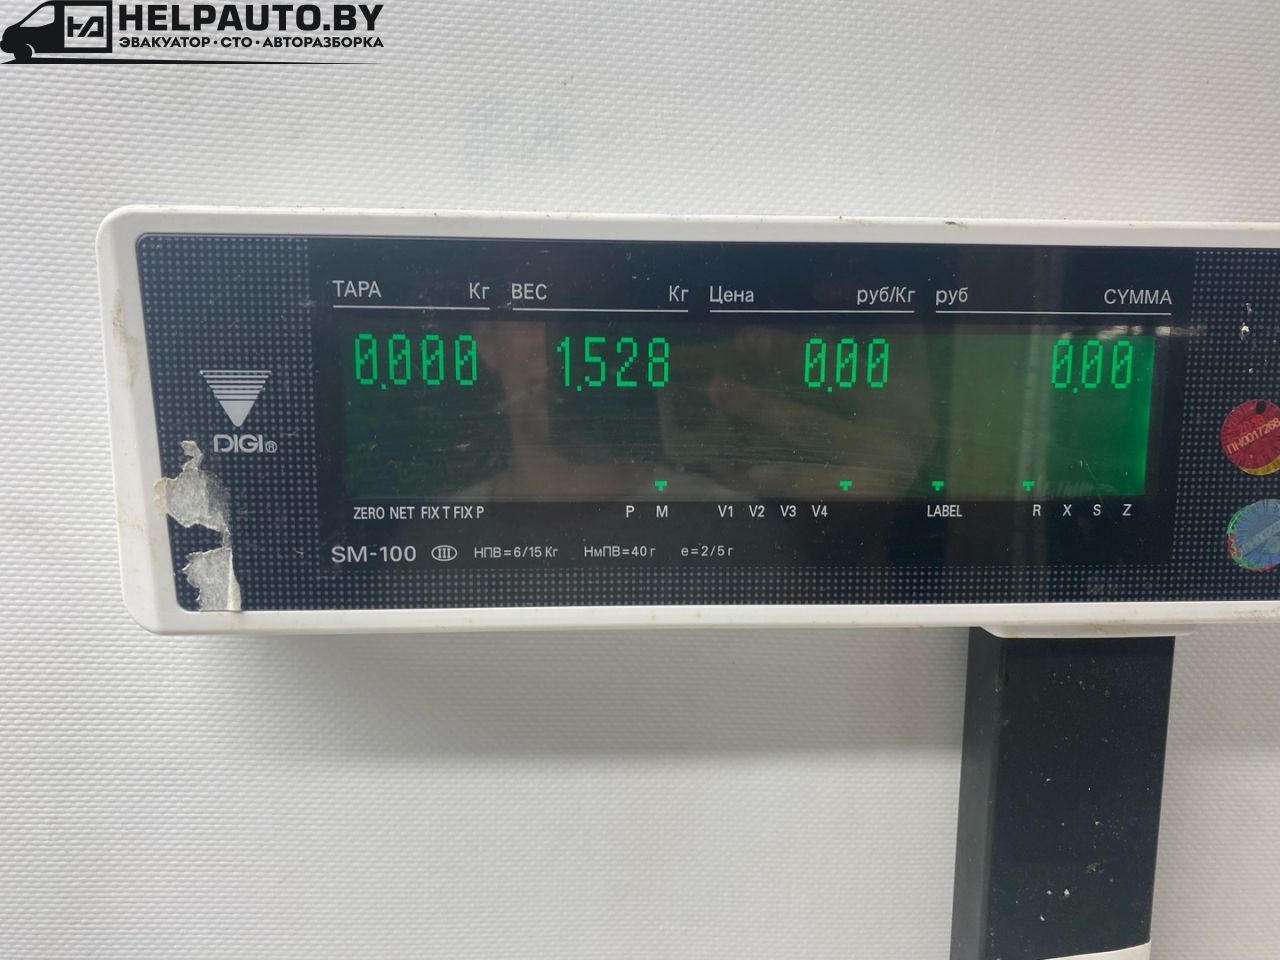 HELPAUTO.BY
ЭВАКУАТОР · СТО · АВТОРАЗБОРКА
ТАРА Кг ВЕС Кг Цена руб/Кг руб СУММА
0.000 1.528 0.00 0.00
DIGI®
ПН0017268
ZERO NET FIX T FIX P P M V1 V2 V3 V4 LABEL R X S Z
SM-100 III НПВ=6/15 Кг НмПВ=40 г e=2/5 г